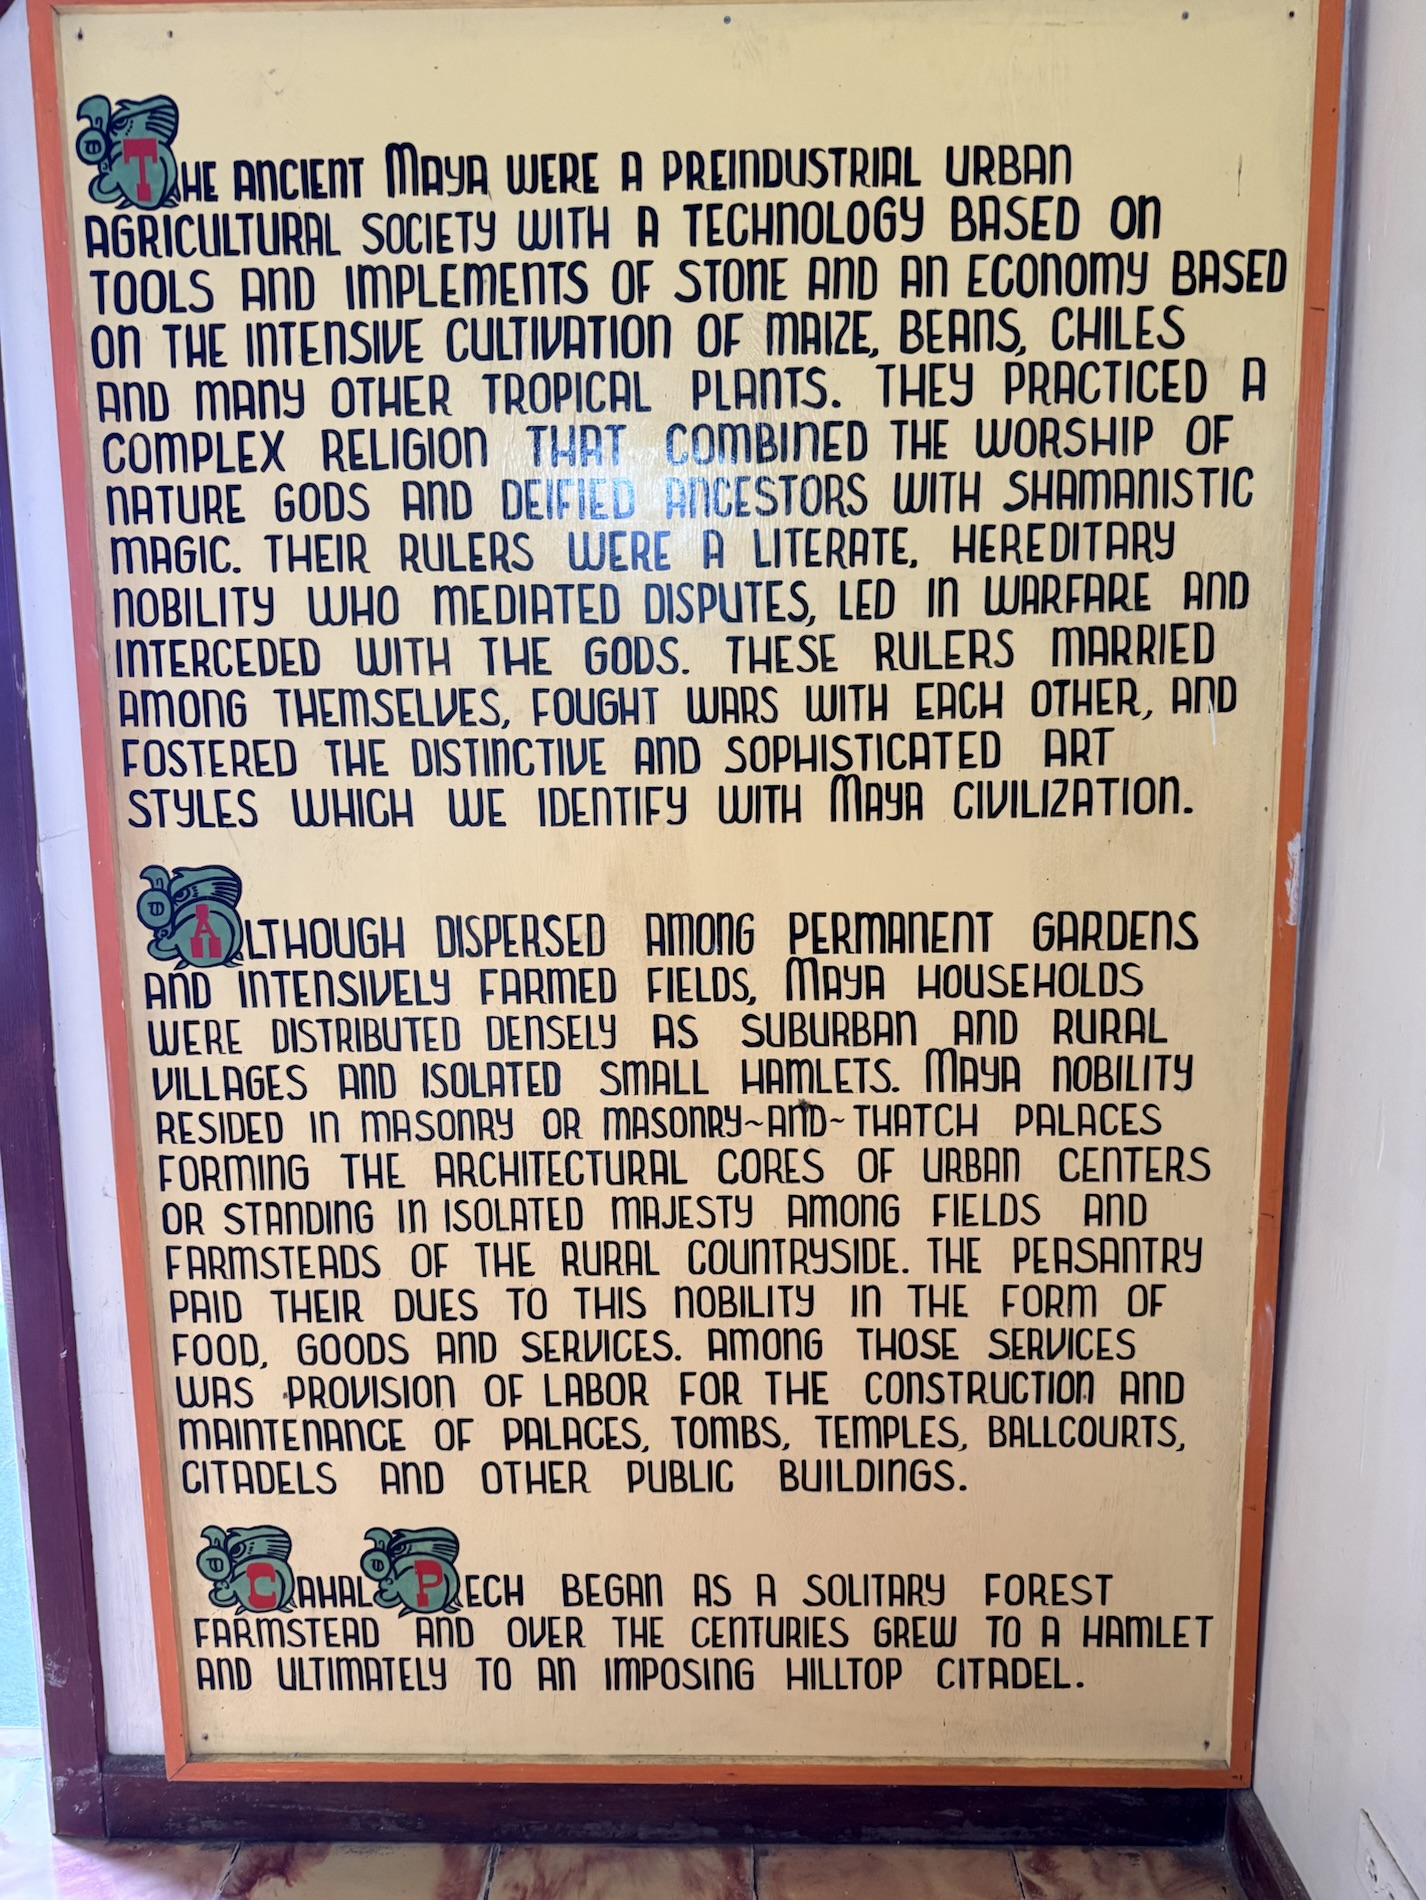 THE ANCIENT MAYA WERE A PREINDUSTRIAL URBAN
AGRICULTURAL SOCIETY WITH A TECHNOLOGY BASED ON
TOOLS AND IMPLEMENTS OF STONE AND AN ECONOMY BASED
ON THE INTENSIVE CULTIVATION OF MAIZE, BEANS, CHILES
AND MANY OTHER TROPICAL PLANTS. THEY PRACTICED A
COMPLEX RELIGION THAT COMBINED THE WORSHIP OF
NATURE GODS AND DEIFIED ANCESTORS WITH SHAMANISTIC
MAGIC. THEIR RULERS WERE A LITERATE, HEREDITARY
NOBILITY WHO MEDIATED DISPUTES, LED IN WARFARE AND
INTERCEDED WITH THE GODS. THESE RULERS MARRIED
AMONG THEMSELVES, FOUGHT WARS WITH EACH OTHER, AND
FOSTERED THE DISTINCTIVE AND SOPHISTICATED ART
STYLES WHICH WE IDENTIFY WITH MAYA CIVILIZATION.
ALTHOUGH DISPERSED AMONG PERMANENT GARDENS
AND INTENSIVELY FARMED FIELDS, MAYA HOUSEHOLDS
WERE DISTRIBUTED DENSELY AS SUBURBAN AND RURAL
VILLAGES AND ISOLATED SMALL HAMLETS. MAYA NOBILITY
RESIDED IN MASONRY OR MASONRY~AND~THATCH PALACES
FORMING THE ARCHITECTURAL CORES OF URBAN CENTERS
OR STANDING IN ISOLATED MAJESTY AMONG FIELDS AND
FARMSTEADS OF THE RURAL COUNTRYSIDE. THE PEASANTRY
PAID THEIR DUES TO THIS NOBILITY IN THE FORM OF
FOOD, GOODS AND SERVICES. AMONG THOSE SERVICES
WAS PROVISION OF LABOR FOR THE CONSTRUCTION AND
MAINTENANCE OF PALACES, TOMBS, TEMPLES, BALLCOURTS,
CITADELS AND OTHER PUBLIC BUILDINGS.
CAHAL PECH BEGAN AS A SOLITARY FOREST
FARMSTEAD AND OVER THE CENTURIES GREW TO A HAMLET
AND ULTIMATELY TO AN IMPOSING HILLTOP CITADEL.